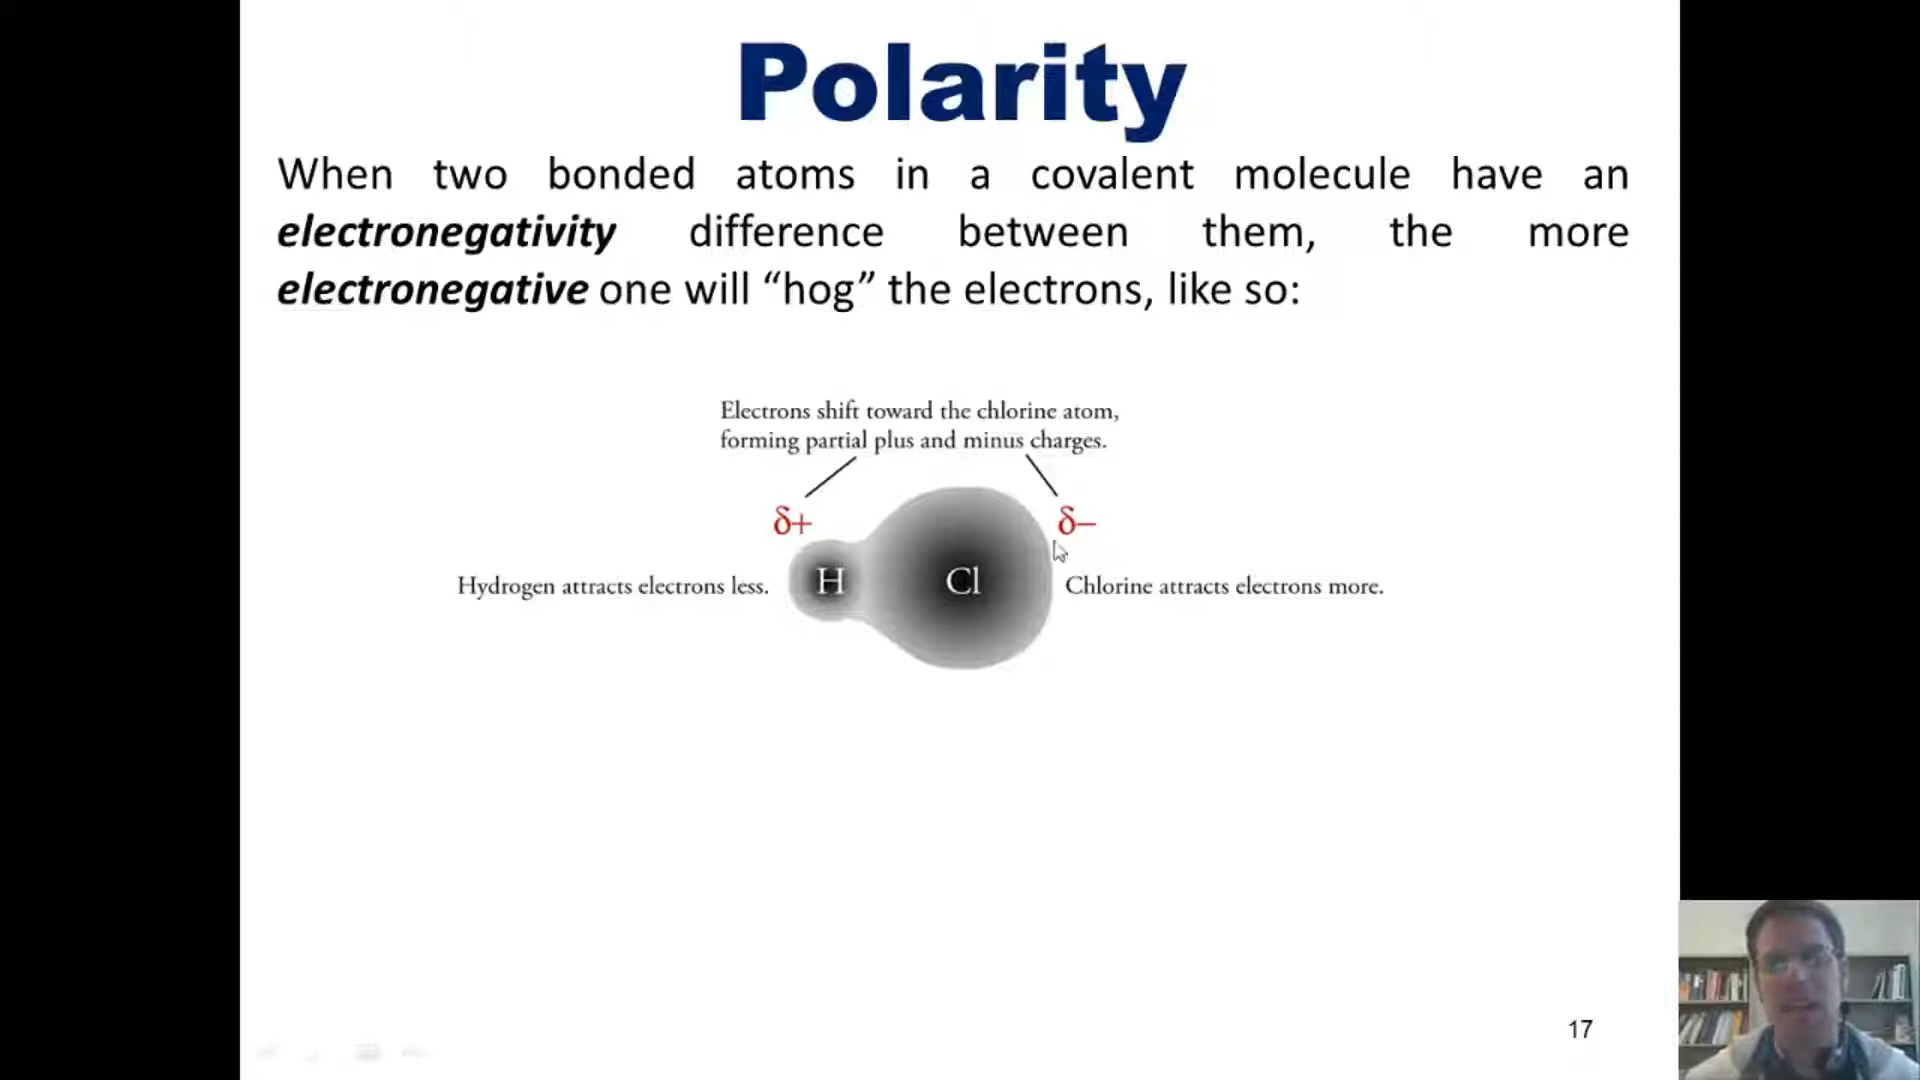 Polarity
When two bonded atoms in a covalent molecule have an
electronegativity difference between them, the more
electronegative one will “hog” the electrons, like so:
Electrons shift toward the chlorine atom,
forming partial plus and minus charges.
δ+ δ−
Hydrogen attracts electrons less. H Cl Chlorine attracts electrons more.
17